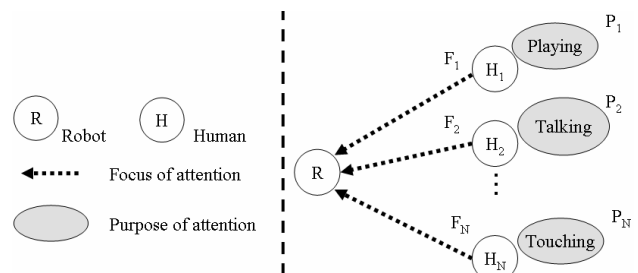 R Robot H Human
Focus of attention
Purpose of attention
P1
Playing
F1 H1
P2
Talking
F2 H2
R
PN
Touching
FN HN